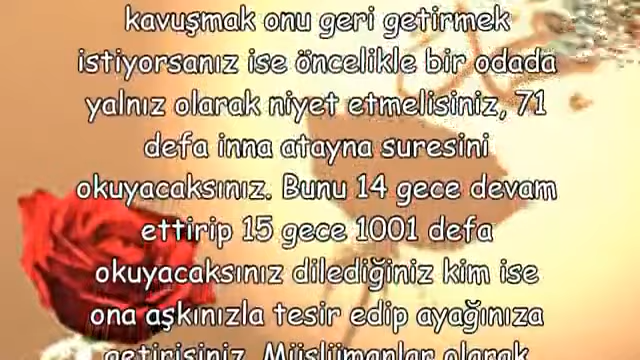 kavuşmak onu geri getirmek
istiyorsanız ise öncelikle bir odada
yalnız olarak niyet etmelisiniz, 71
defa inna atayna suresini
okuyacaksınız. Bunu 14 gece devam
ettirip 15 gece 1001 defa
okuyacaksınız dilediğiniz kim ise
ona aşkınızla tesir edip ayağınıza
getirisiniz. Müslümanlar olarak